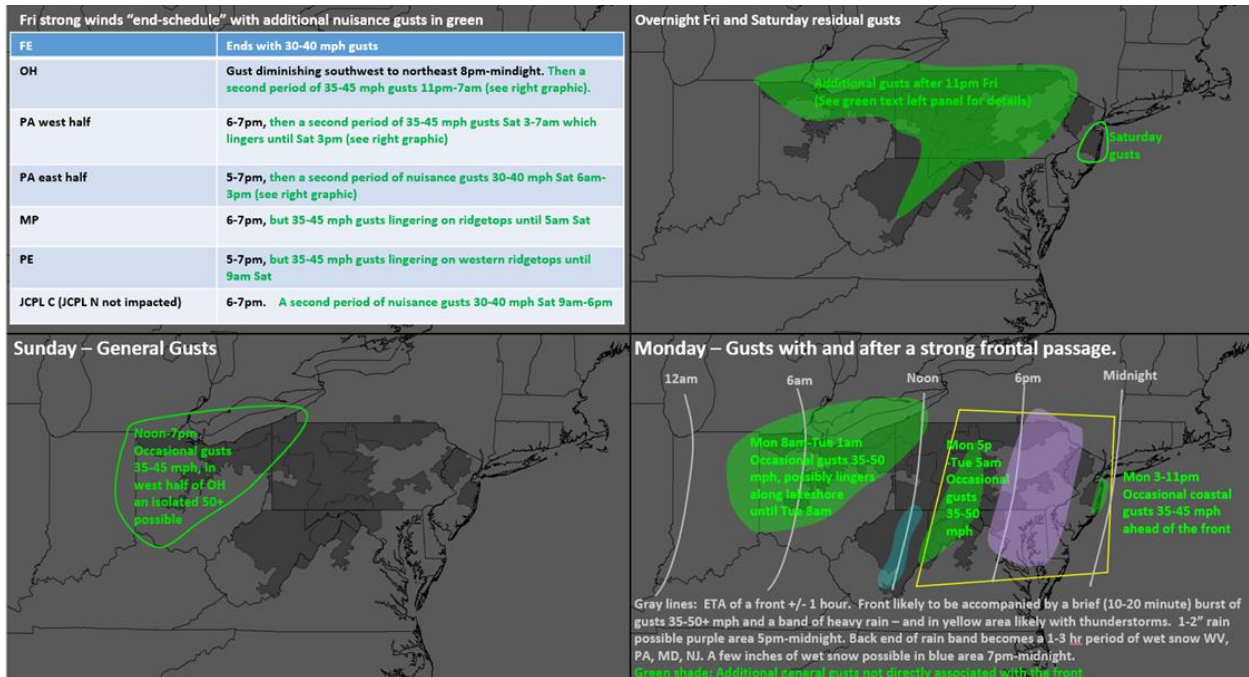 Fri strong winds “end-schedule” with additional nuisance gusts in green
FE
Ends with 30-40 mph gusts
OH
Gust diminishing southwest to northeast 8pm-mindight. Then a
second period of 35-45 mph gusts 11pm-7am (see right graphic).
PA west half
6-7pm, then a second period of 35-45 mph gusts Sat 3-7am which
lingers until Sat 3pm (see right graphic)
PA east half
5-7pm, then a second period of nuisance gusts 30-40 mph Sat 6am-
3pm (see right graphic)
MP
6-7pm, but 35-45 mph gusts lingering on ridgetops until 5am Sat
PE
5-7pm, but 35-45 mph gusts lingering on western ridgetops until
9am Sat
JCPL C (JCPL N not impacted)
6-7pm. A second period of nuisance gusts 30-40 mph Sat 9am-6pm
Overnight Fri and Saturday residual gusts
Additional gusts after 11pm Fri
(See green text left panel for details)
Saturday
gusts
Sunday – General Gusts
Noon-7pm
Occasional gusts
35-45 mph, in
west half of OH
an isolated 50+
possible
Monday – Gusts with and after a strong frontal passage.
12am
6am
Noon
6pm
Midnight
Mon 8am-Tue 1am
Occasional gusts 35-50
mph, possibly lingers
along lakeshore
until Tue 8am
Mon 5p
-Tue 5am
Occasional
gusts
35-50
mph
Mon 3-11pm
Occasional coastal
gusts 35-45 mph
ahead of the front
Gray lines: ETA of a front +/- 1 hour. Front likely to be accompanied by a brief (10-20 minute) burst of
gusts 35-50+ mph and a band of heavy rain – and in yellow area likely with thunderstorms. 1-2” rain
possible purple area 5pm-midnight. Back end of rain band becomes a 1-3 hr period of wet snow WV,
PA, MD, NJ. A few inches of wet snow possible in blue area 7pm-midnight.
Green shade: Additional general gusts not directly associated with the front